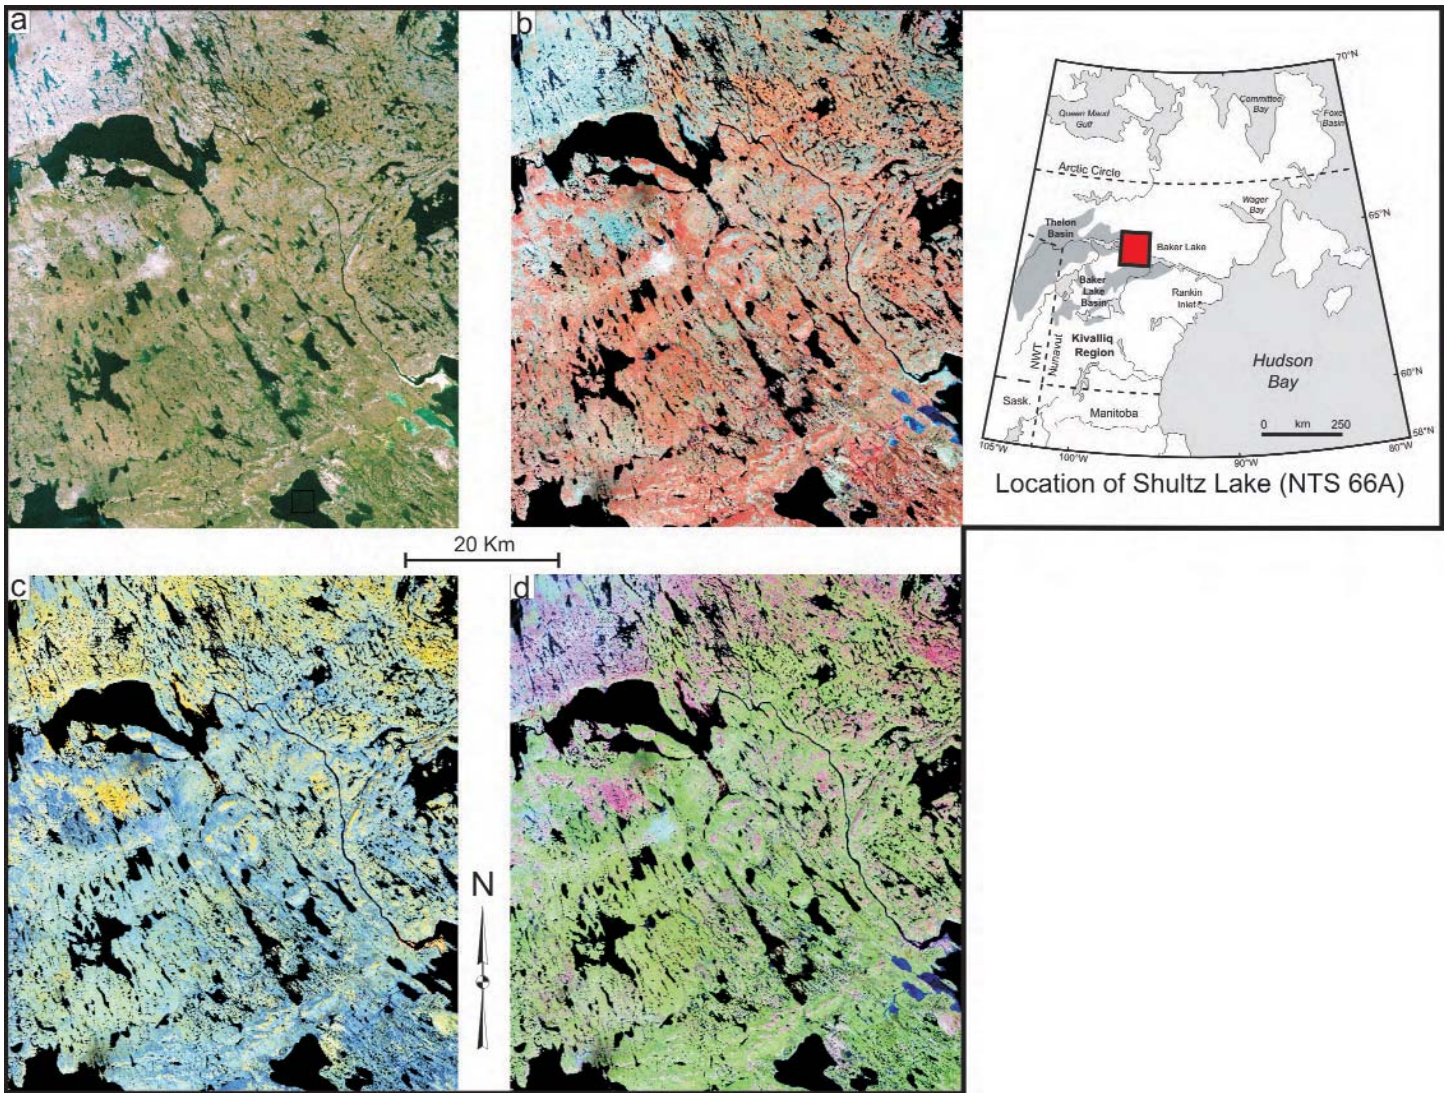 a
b
70°N
Queen Maud
Gulf
Committee
Bay
Foxe
Basin
Arctic Circle
Wager
Bay
65°N
Thelon
Basin
Baker Lake
Baker
Lake
Basin
Rankin
Inlet
Kivalliq
Region
NWT
Nunavut
Hudson
Bay
60°N
Sask.
Manitoba
0 km 250
105°W
100°W
90°W
80°W
58°N
Location of Shultz Lake (NTS 66A)
20 Km
c
d
N